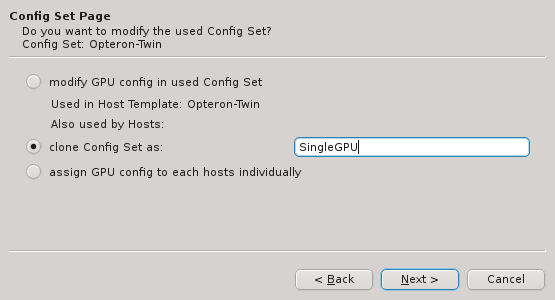 Config Set Page
Do you want to modify the used Config Set?
Config Set: Opteron-Twin
modify GPU config in used Config Set
Used in Host Template: Opteron-Twin
Also used by Hosts:
clone Config Set as: SingleGPU
assign GPU config to each hosts individually
< Back Next > Cancel